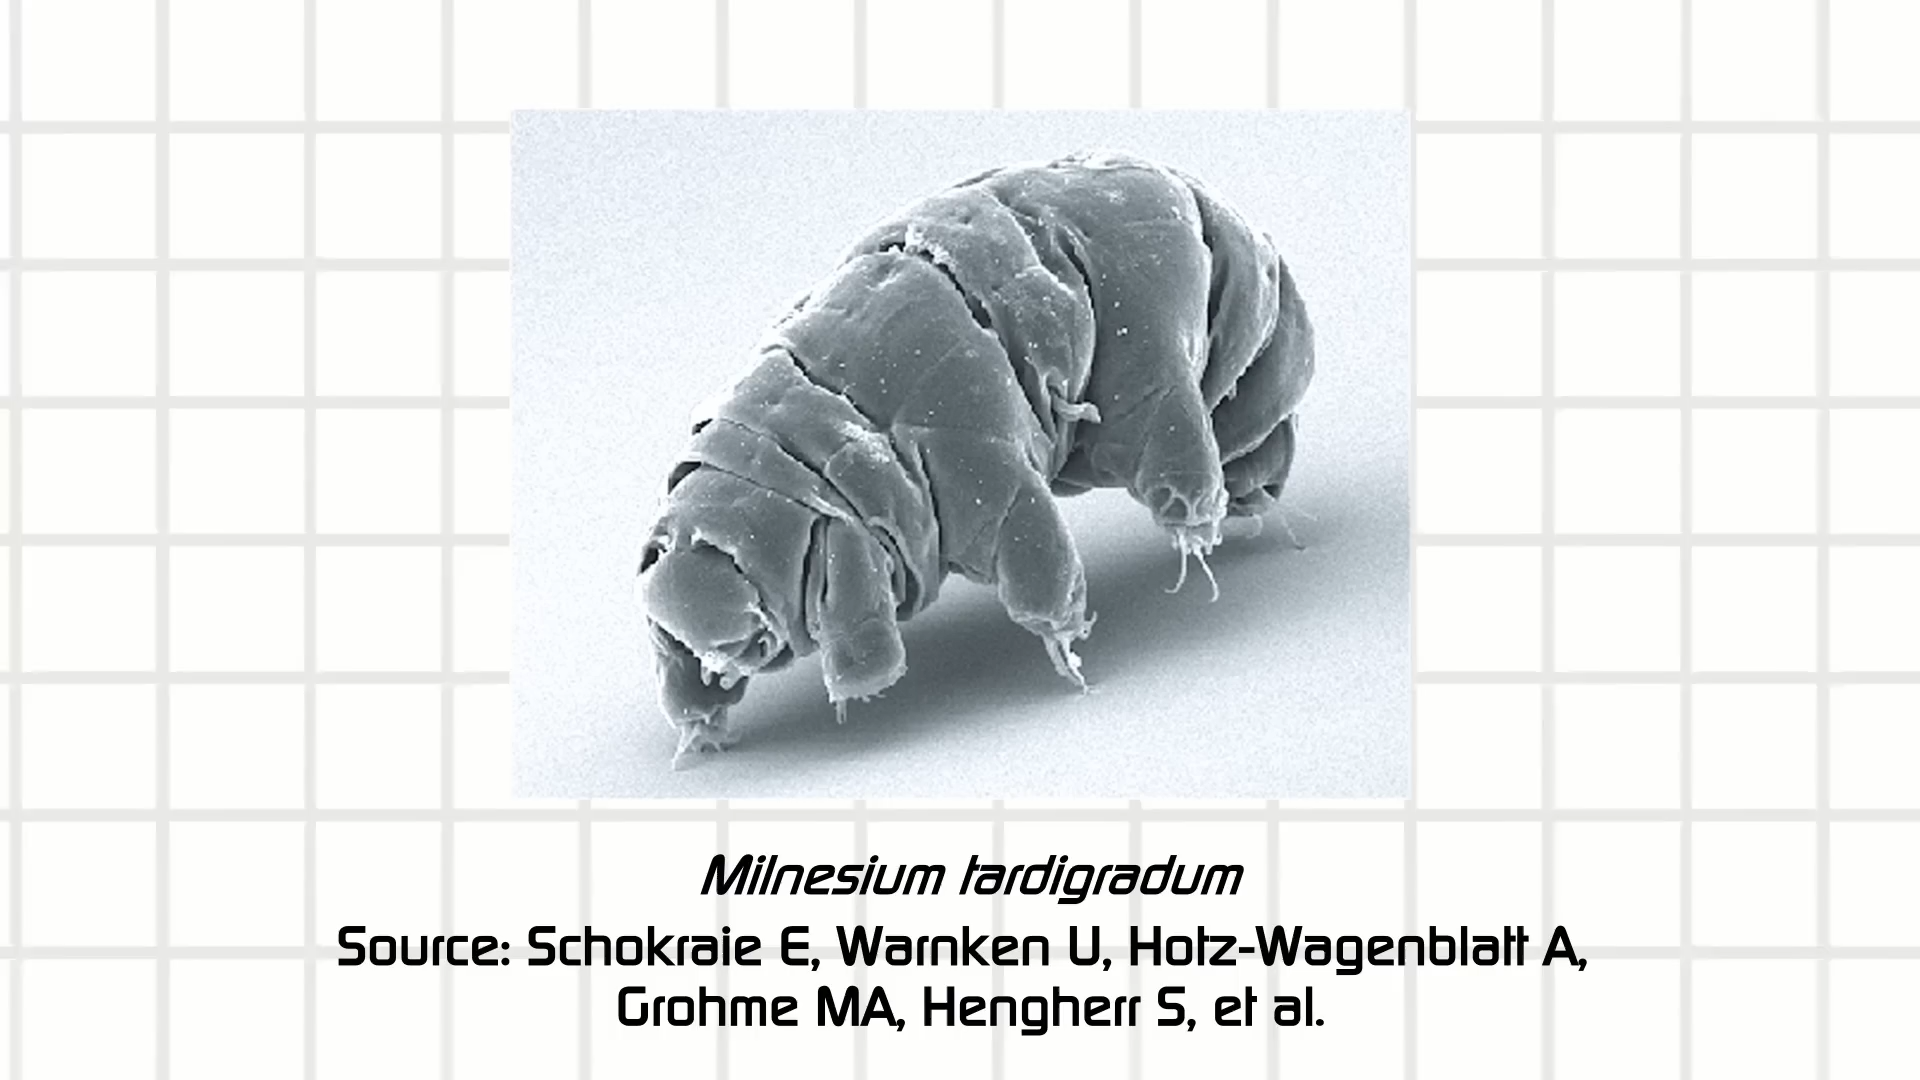 Milnesium tardigradum
Source: Schokraie E, Warnken U, Hotz-Wagenblatt A,
Grohme MA, Hengherr S, et al.